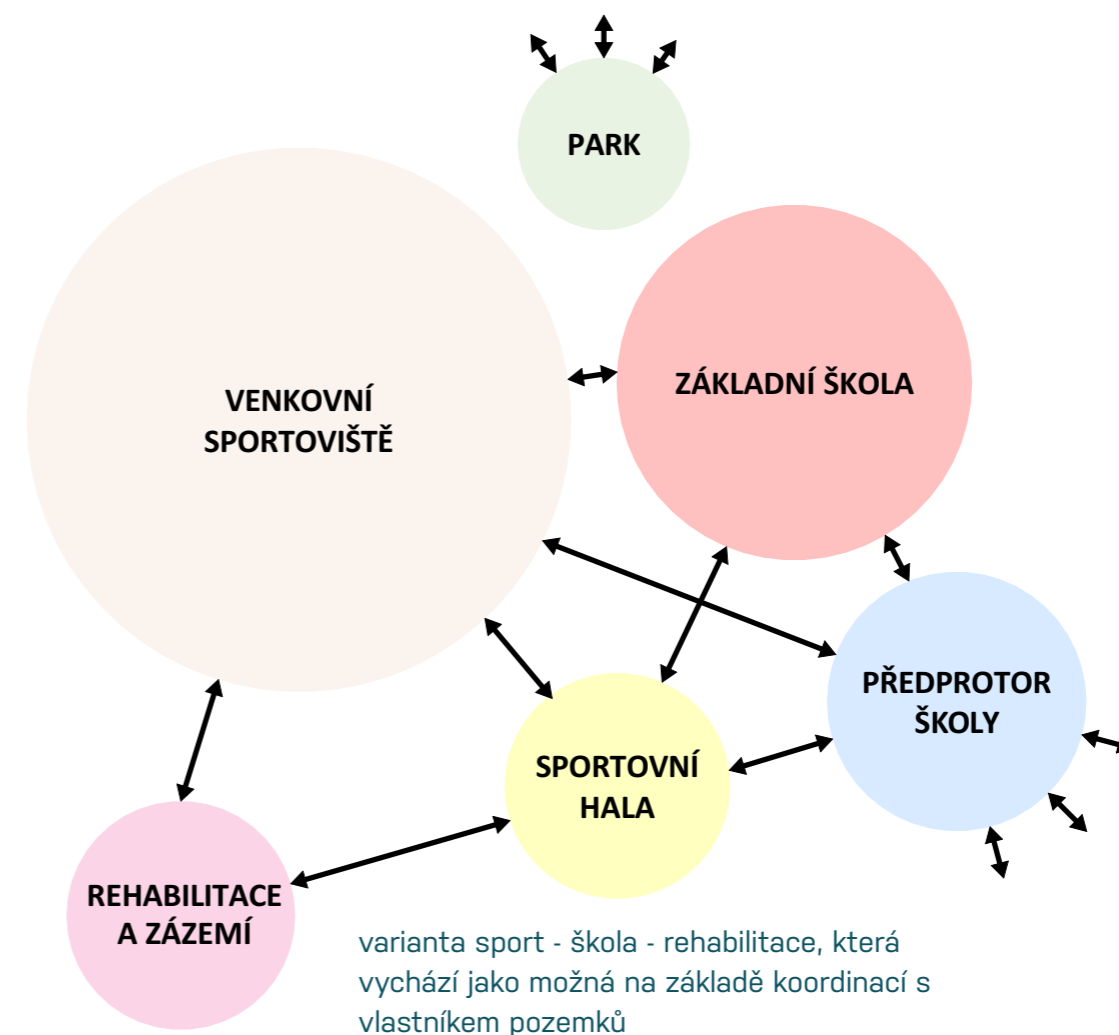 PARK
ZÁKLADNÍ ŠKOLA
VENKOVNÍ
SPORTOVIŠTĚ
PŘEDPROTOR
ŠKOLY
SPORTOVNÍ
HALA
REHABILITACE
A ZÁZEMÍ
varianta sport - škola - rehabilitace, která
vychází jako možná na základě koordinací s
vlastníkem pozemků